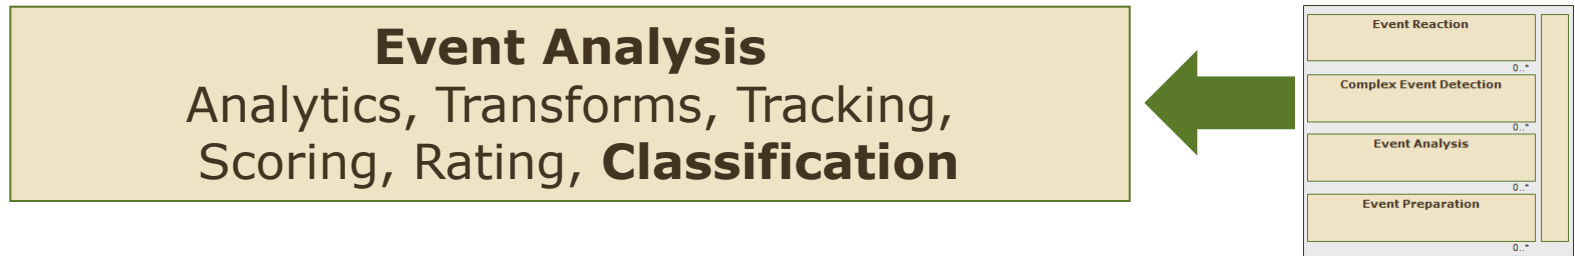 Event Analysis
Analytics, Transforms, Tracking,
Scoring, Rating, Classification
Event Reaction
0..*
Complex Event Detection
0..*
Event Analysis
0..*
Event Preparation
0..*